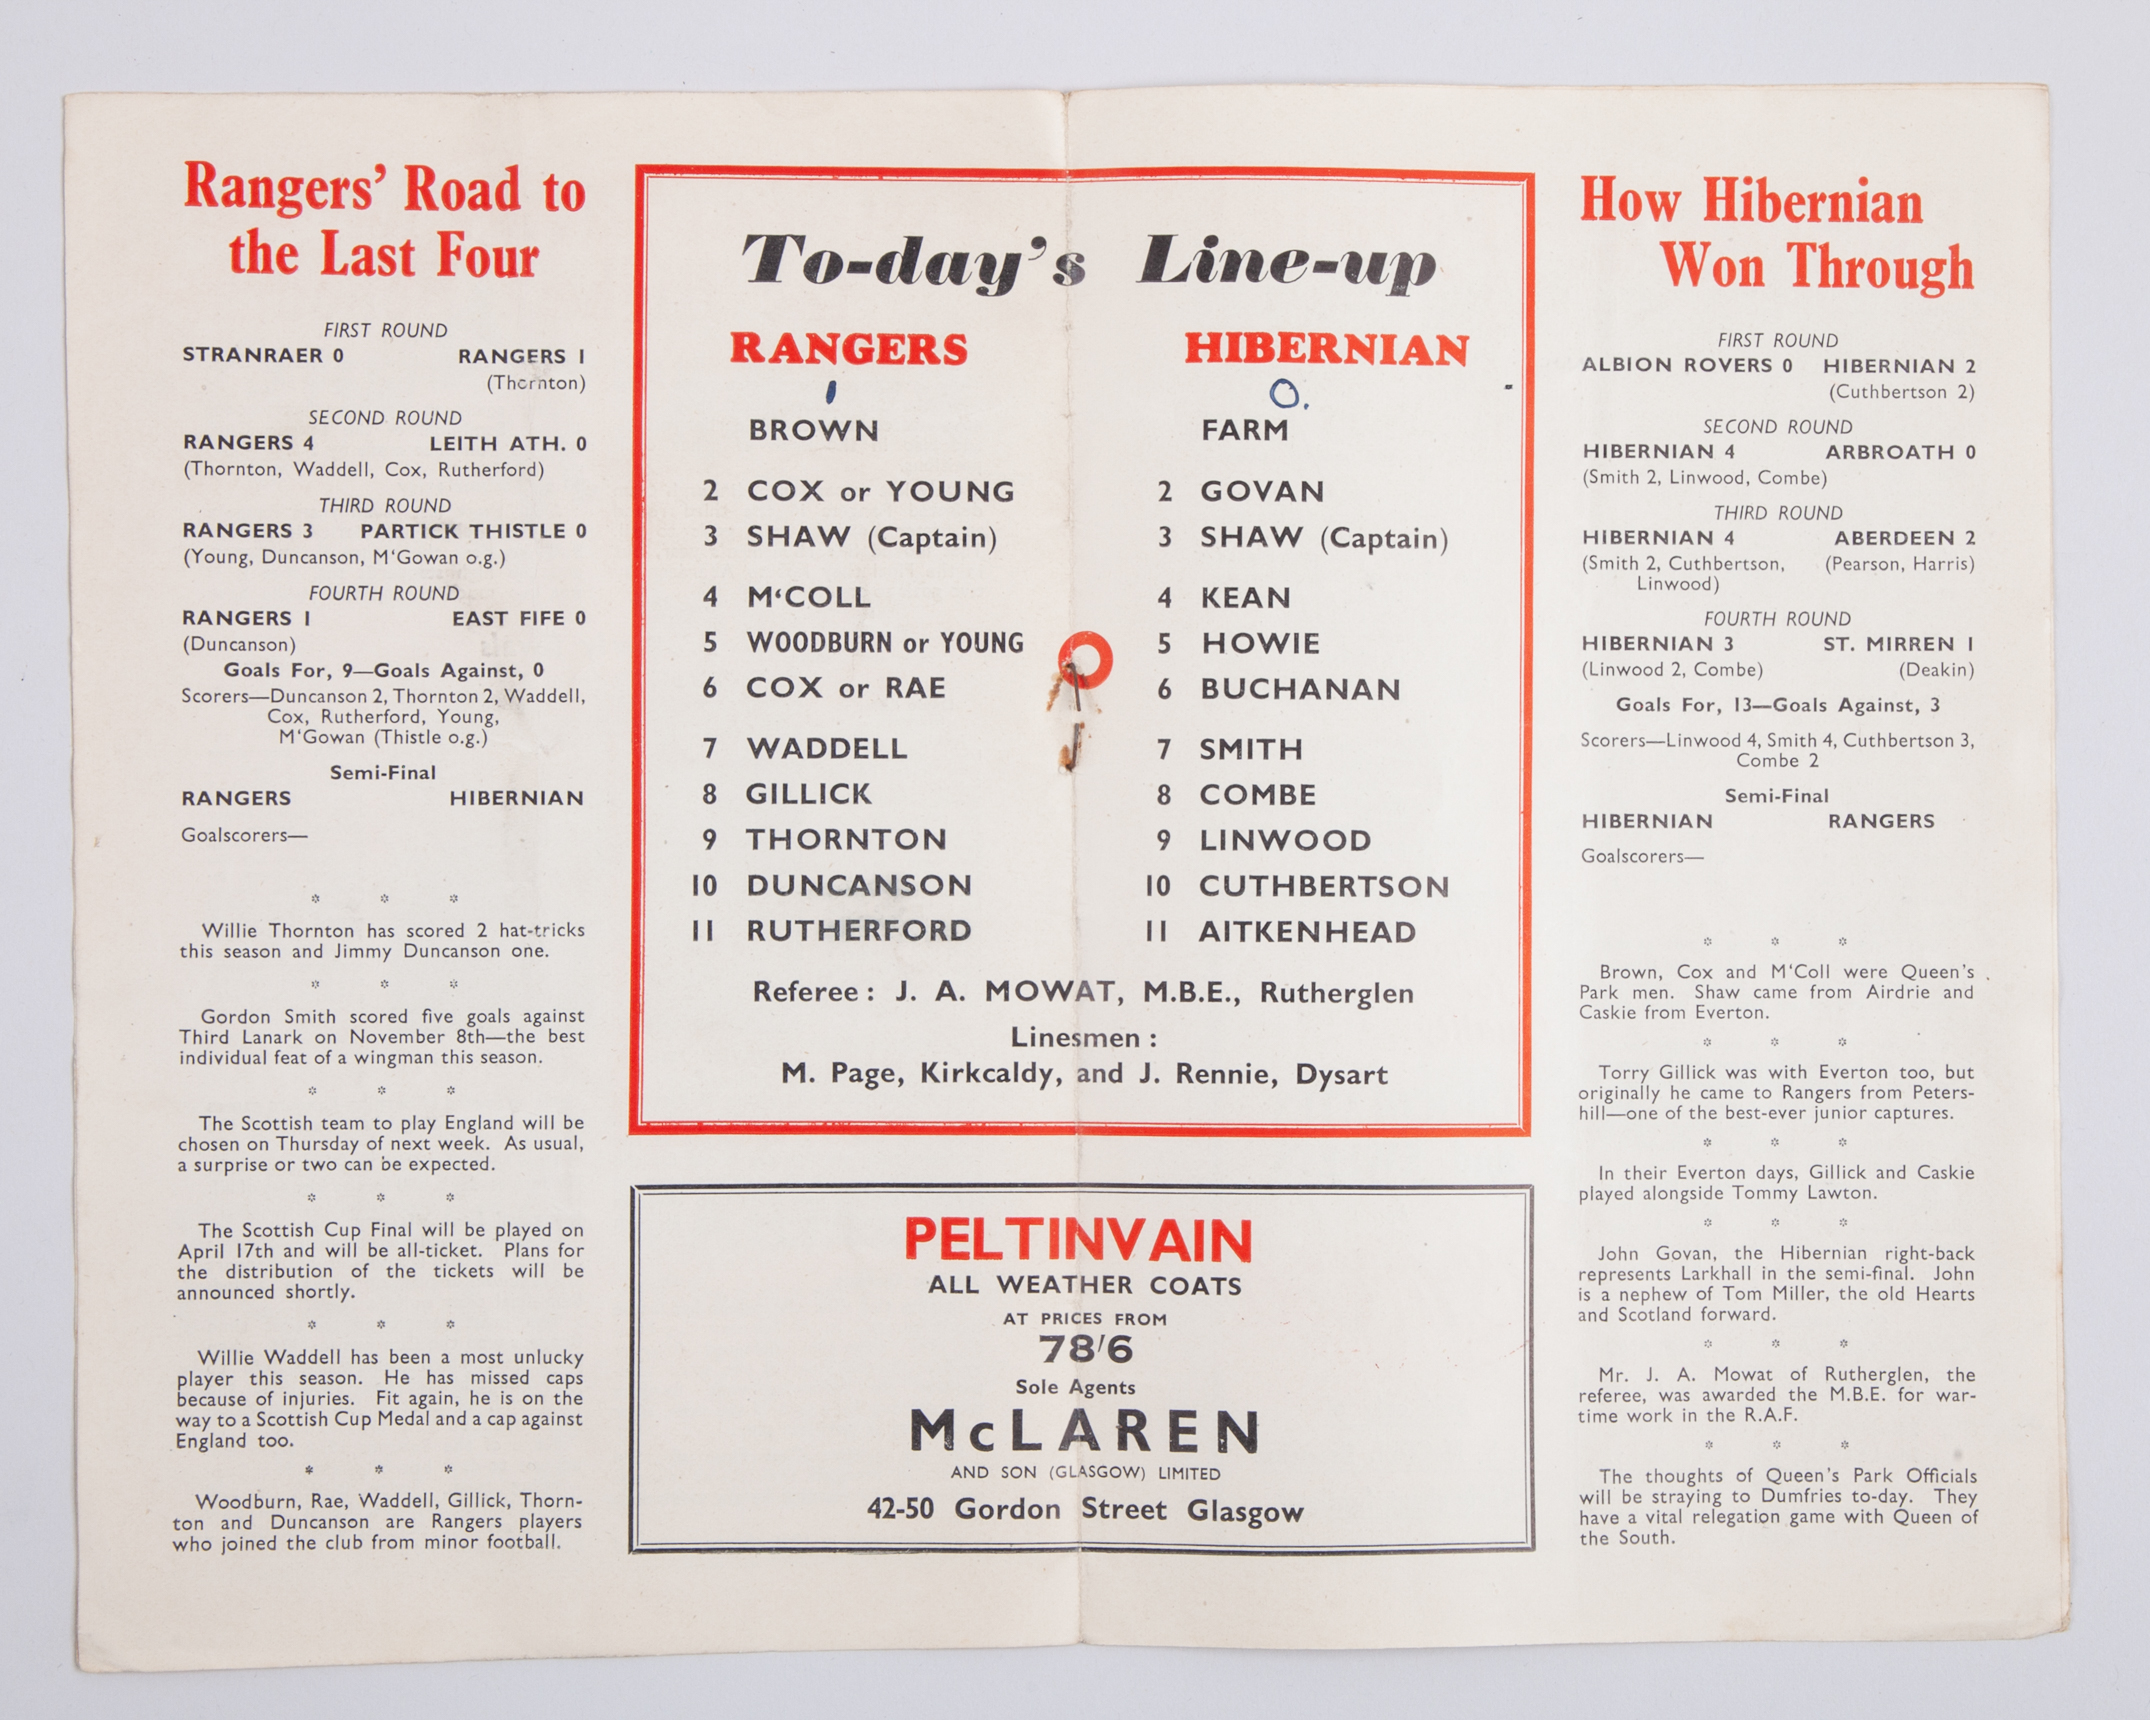 Rangers' Road to
the Last Four
FIRST ROUND
STRANRAER 0 RANGERS 1
(Thornton)
SECOND ROUND
RANGERS 4 LEITH ATH. 0
(Thornton, Waddell, Cox, Rutherford)
THIRD ROUND
RANGERS 3 PARTICK THISTLE 0
(Young, Duncanson, M‘Gowan o.g.)
FOURTH ROUND
RANGERS 1 EAST FIFE 0
(Duncanson)
Goals For, 9—Goals Against, 0
Scorers—Duncanson 2, Thornton 2, Waddell,
Cox, Rutherford, Young,
M‘Gowan (Thistle o.g.)
Semi-Final
RANGERS HIBERNIAN
Goalscorers—
* * *
Willie Thornton has scored 2 hat-tricks
this season and Jimmy Duncanson one.
* * *
Gordon Smith scored five goals against
Third Lanark on November 8th—the best
individual feat of a wingman this season.
* * *
The Scottish team to play England will be
chosen on Thursday of next week. As usual,
a surprise or two can be expected.
* * *
The Scottish Cup Final will be played on
April 17th and will be all-ticket. Plans for
the distribution of the tickets will be
announced shortly.
* * *
Willie Waddell has been a most unlucky
player this season. He has missed caps
because of injuries. Fit again, he is on the
way to a Scottish Cup Medal and a cap against
England too.
* * *
Woodburn, Rae, Waddell, Gillick, Thorn-
ton and Duncanson are Rangers players
who joined the club from minor football.
To-day's Line-up
RANGERS HIBERNIAN
1 0.
BROWN FARM
2 COX or YOUNG 2 GOVAN
3 SHAW (Captain) 3 SHAW (Captain)
4 M‘COLL 4 KEAN
5 WOODBURN or YOUNG 5 HOWIE
6 COX or RAE 6 BUCHANAN
7 WADDELL 7 SMITH
8 GILLICK 8 COMBE
9 THORNTON 9 LINWOOD
10 DUNCANSON 10 CUTHBERTSON
11 RUTHERFORD 11 AITKENHEAD
Referee : J. A. MOWAT, M.B.E., Rutherglen
Linesmen :
M. Page, Kirkcaldy, and J. Rennie, Dysart
PELTINVAIN
ALL WEATHER COATS
AT PRICES FROM
78/6
Sole Agents
McLAREN
AND SON (GLASGOW) LIMITED
42-50 Gordon Street Glasgow
How Hibernian
Won Through
FIRST ROUND
ALBION ROVERS 0 HIBERNIAN 2
(Cuthbertson 2)
SECOND ROUND
HIBERNIAN 4 ARBROATH 0
(Smith 2, Linwood, Combe)
THIRD ROUND
HIBERNIAN 4 ABERDEEN 2
(Smith 2, Cuthbertson, (Pearson, Harris)
Linwood)
FOURTH ROUND
HIBERNIAN 3 ST. MIRREN 1
(Linwood 2, Combe) (Deakin)
Goals For, 13—Goals Against, 3
Scorers—Linwood 4, Smith 4, Cuthbertson 3,
Combe 2
Semi-Final
HIBERNIAN RANGERS
Goalscorers—
* * *
Brown, Cox and M‘Coll were Queen's
Park men. Shaw came from Airdrie and
Caskie from Everton.
* * *
Torry Gillick was with Everton too, but
originally he came to Rangers from Peters-
hill—one of the best-ever junior captures.
* * *
In their Everton days, Gillick and Caskie
played alongside Tommy Lawton.
* * *
John Govan, the Hibernian right-back
represents Larkhall in the semi-final. John
is a nephew of Tom Miller, the old Hearts
and Scotland forward.
* * *
Mr. J. A. Mowat of Rutherglen, the
referee, was awarded the M.B.E. for war-
time work in the R.A.F.
* * *
The thoughts of Queen's Park Officials
will be straying to Dumfries to-day. They
have a vital relegation game with Queen of
the South.